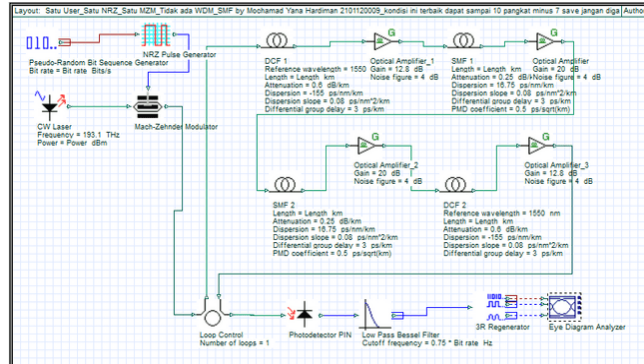 Layout: Satu User_Satu NRZ_Satu MZM_Tidak ada WDM_SMF by Mochamad Yana Hardiman 2101120009_kondisi ini terbaik dapat sampai 10 pangkat minus 7 save jangan diga
Autho
NRZ Pulse Generator
Pseudo-Random Bit Sequence Generator
Bit rate = Bit rate Bits/s
CW Laser
Frequency = 193.1 THz
Power = Power dBm
Mach-Zehnder Modulator
DCF 1
Reference wavelength = 1550
Length = Length km
Attenuation = 0.6 dB/km
Dispersion = -155 ps/nm/km
Dispersion slope = 0.08 ps/nm^2/km
Differential group delay = 3 ps/km
G
Optical Amplifier_1
Gain = 12.8 dB
Noise figure = 4 dB
SMF 1
Length = Length km
Attenuation = 0.25 dB/k
Dispersion = 16.75 ps/nm/km
Dispersion slope = 0.08 ps/nm^2/km
Differential group delay = 3 ps/km
PMD coefficient = 0.5 ps/sqrt(km)
G
Optical Amplifier
Gain = 20 dB
Noise figure = 4 dB
SMF 2
Length = Length km
Attenuation = 0.25 dB/km
Dispersion = 16.75 ps/nm/km
Dispersion slope = 0.08 ps/nm^2/km
Differential group delay = 3 ps/km
PMD coefficient = 0.5 ps/sqrt(km)
G
Optical Amplifier_2
Gain = 20 dB
Noise figure = 4 dB
DCF 2
Reference wavelength = 1550 nm
Length = Length km
Attenuation = 0.6 dB/km
Dispersion = -155 ps/nm/km
Dispersion slope = 0.08 ps/nm^2/km
Differential group delay = 3 ps/km
G
Optical Amplifier_3
Gain = 12.8 dB
Noise figure = 4 dB
Loop Control
Number of loops = 1
Photodetector PIN
Low Pass Bessel Filter
Cutoff frequency = 0.75 * Bit rate Hz
3R Regenerator
Eye Diagram Analyzer